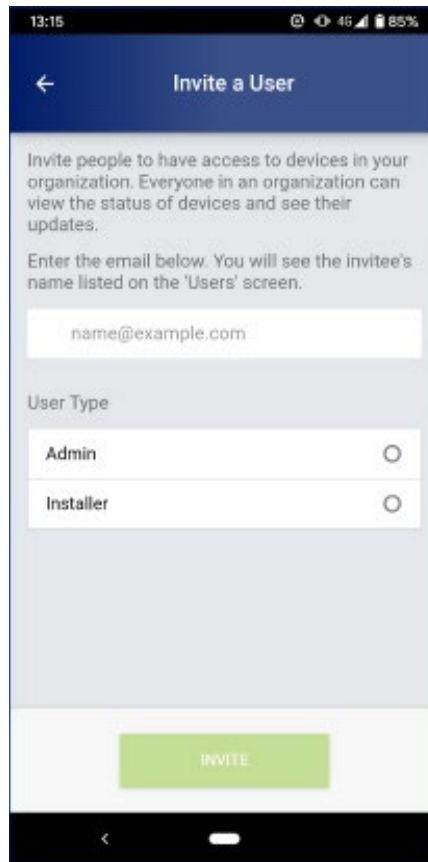 13:15
4G 85%
Invite a User
Invite people to have access to devices in your
organization. Everyone in an organization can
view the status of devices and see their
updates.
Enter the email below. You will see the invitee's
name listed on the 'Users' screen.
name@example.com
User Type
Admin
Installer
INVITE